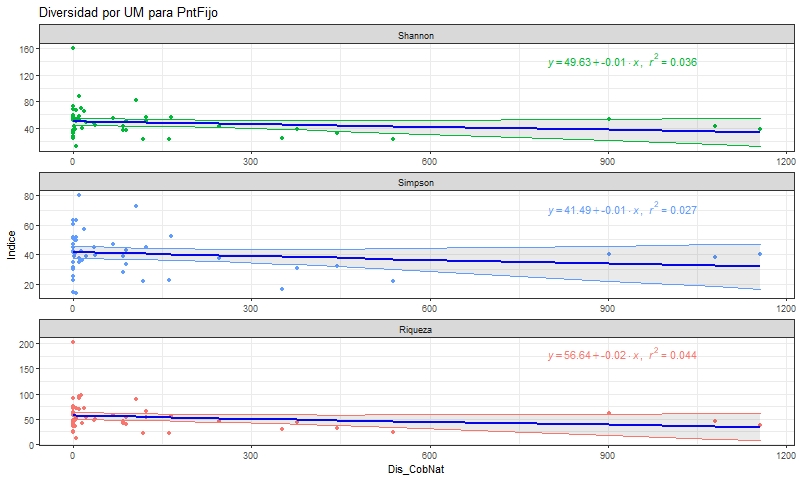 Diversidad por UM para PntFijo
Shannon
160
120
80
40
y = 49.63 + -0.01 · x, r² = 0.036
0 300 600 900 1200
Simpson
80
60
40
20
y = 41.49 + -0.01 · x, r² = 0.027
0 300 600 900 1200
Indice
Riqueza
200
150
100
50
0
y = 56.64 + -0.02 · x, r² = 0.044
0 300 600 900 1200
Dis_CobNat